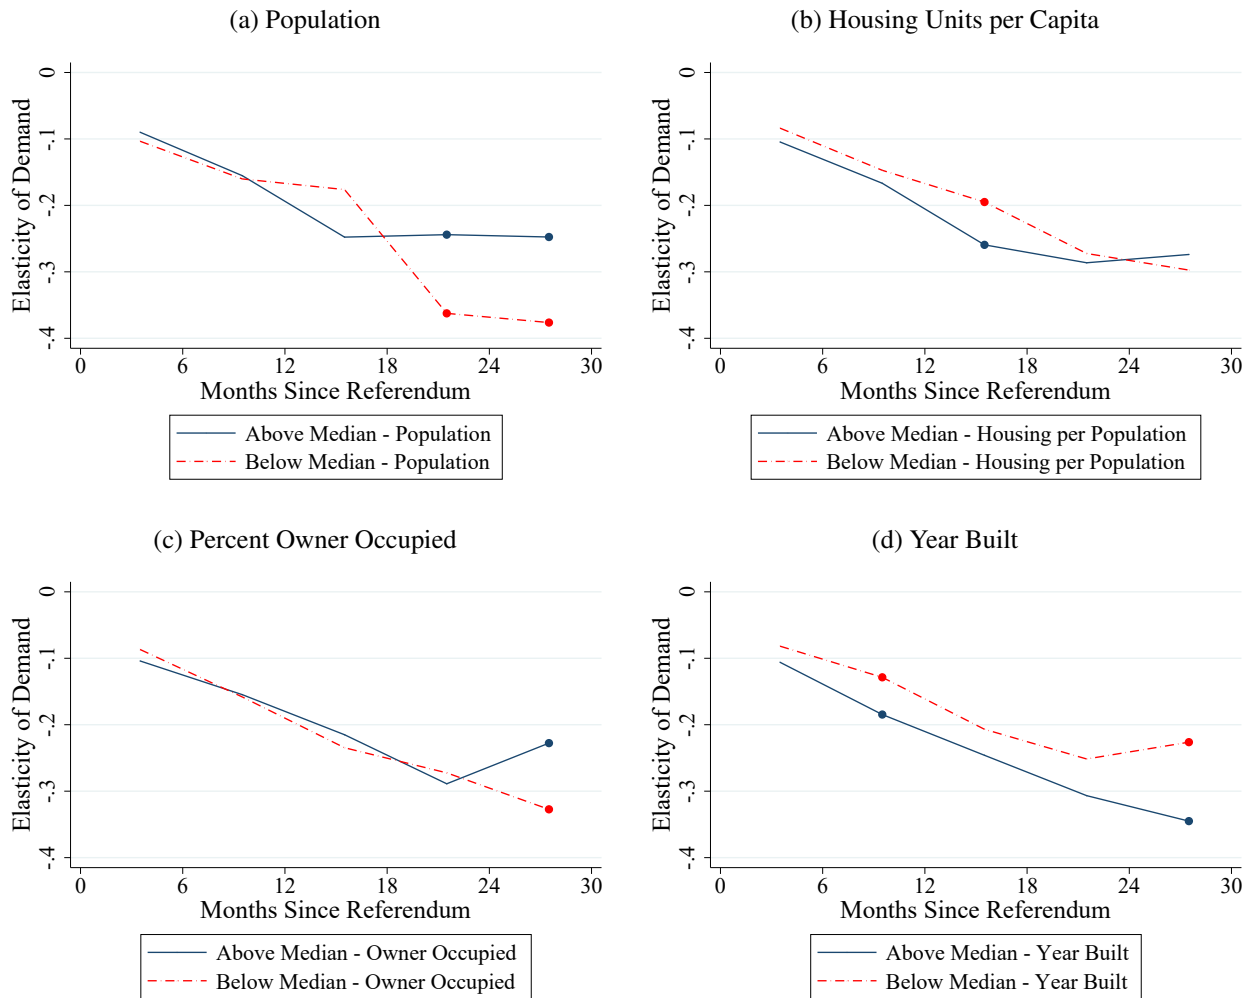 (a) Population
0
-.1
-.2
-.3
-.4
Elasticity of Demand
0 6 12 18 24 30
Months Since Referendum
Above Median - Population
Below Median - Population
(b) Housing Units per Capita
0
-.1
-.2
-.3
-.4
Elasticity of Demand
0 6 12 18 24 30
Months Since Referendum
Above Median - Housing per Population
Below Median - Housing per Population
(c) Percent Owner Occupied
0
-.1
-.2
-.3
-.4
Elasticity of Demand
0 6 12 18 24 30
Months Since Referendum
Above Median - Owner Occupied
Below Median - Owner Occupied
(d) Year Built
0
-.1
-.2
-.3
-.4
Elasticity of Demand
0 6 12 18 24 30
Months Since Referendum
Above Median - Year Built
Below Median - Year Built